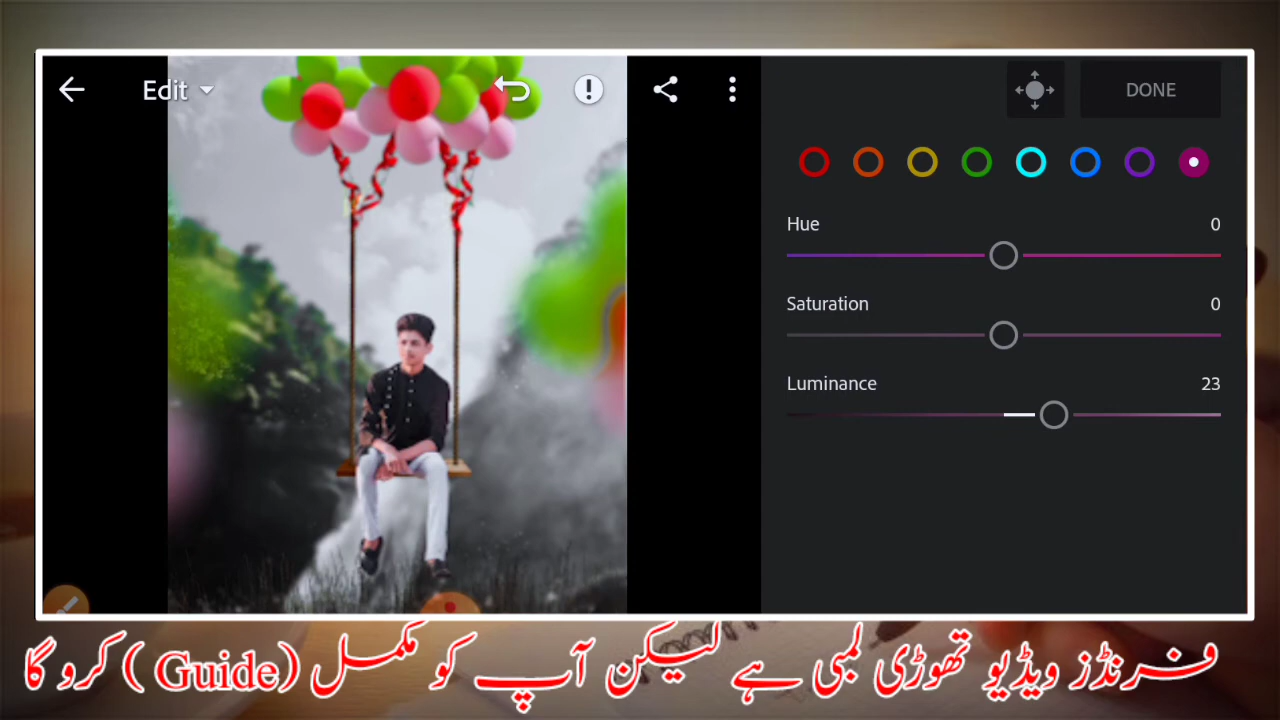 Edit
DONE
Hue 0
Saturation 0
Luminance 23
فرنڈز ویڈیو تھوڑی لمبی ہے لیکن آپ کو مکمل (Guide) کرو گا